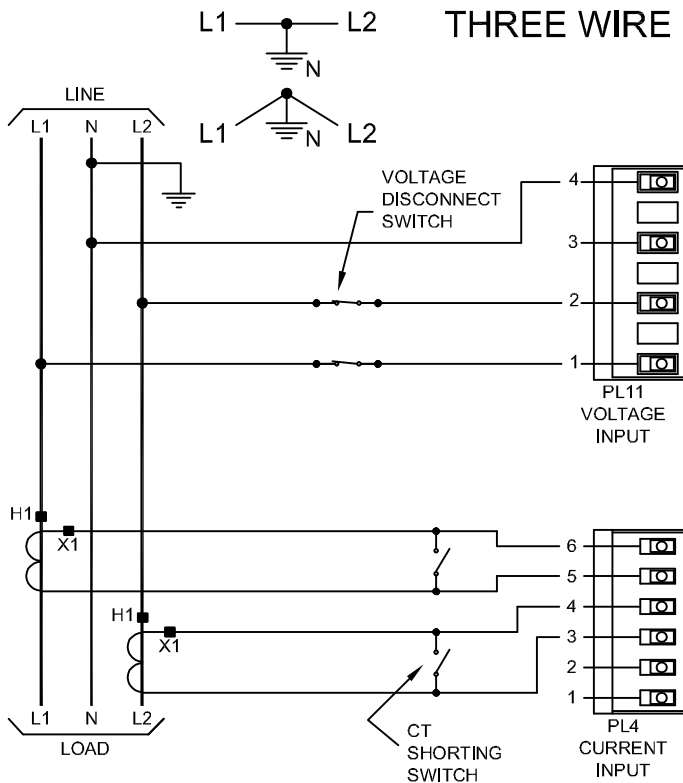 L1 L2 THREE WIRE
N
L1 N L2
LINE
L1 N L2
VOLTAGE
DISCONNECT
SWITCH
4
3
2
1
PL11
VOLTAGE
INPUT
H1
X1
H1
X1
6
5
4
3
2
1
L1 N L2
LOAD
CT
SHORTING
SWITCH
PL4
CURRENT
INPUT